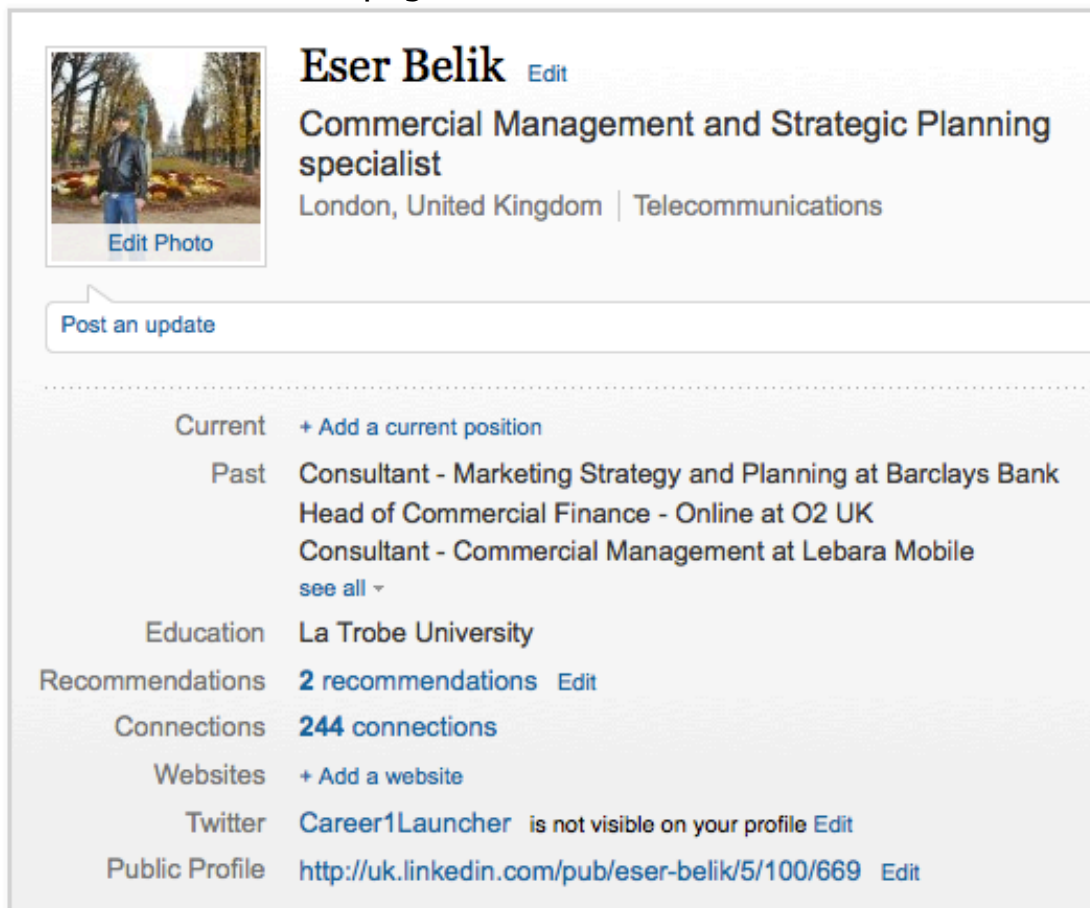 Eser Belik Edit
Commercial Management and Strategic Planning
specialist
London, United Kingdom | Telecommunications
Edit Photo
Post an update
Current + Add a current position
Past Consultant - Marketing Strategy and Planning at Barclays Bank
Head of Commercial Finance - Online at O2 UK
Consultant - Commercial Management at Lebara Mobile
see all
Education La Trobe University
Recommendations 2 recommendations Edit
Connections 244 connections
Websites + Add a website
Twitter Career1Launcher is not visible on your profile Edit
Public Profile http://uk.linkedin.com/pub/eser-belik/5/100/669 Edit